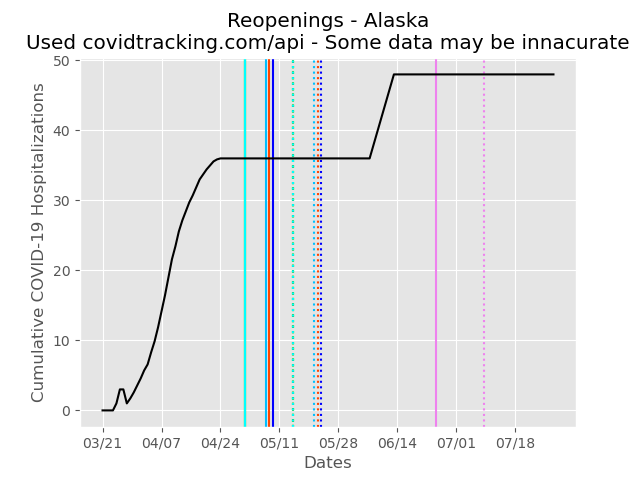 Reopenings - Alaska
Used covidtracking.com/api - Some data may be innacurate
Cumulative COVID-19 Hospitalizations
50
40
30
20
10
0
03/21 04/07 04/24 05/11 05/28 06/14 07/01 07/18
Dates